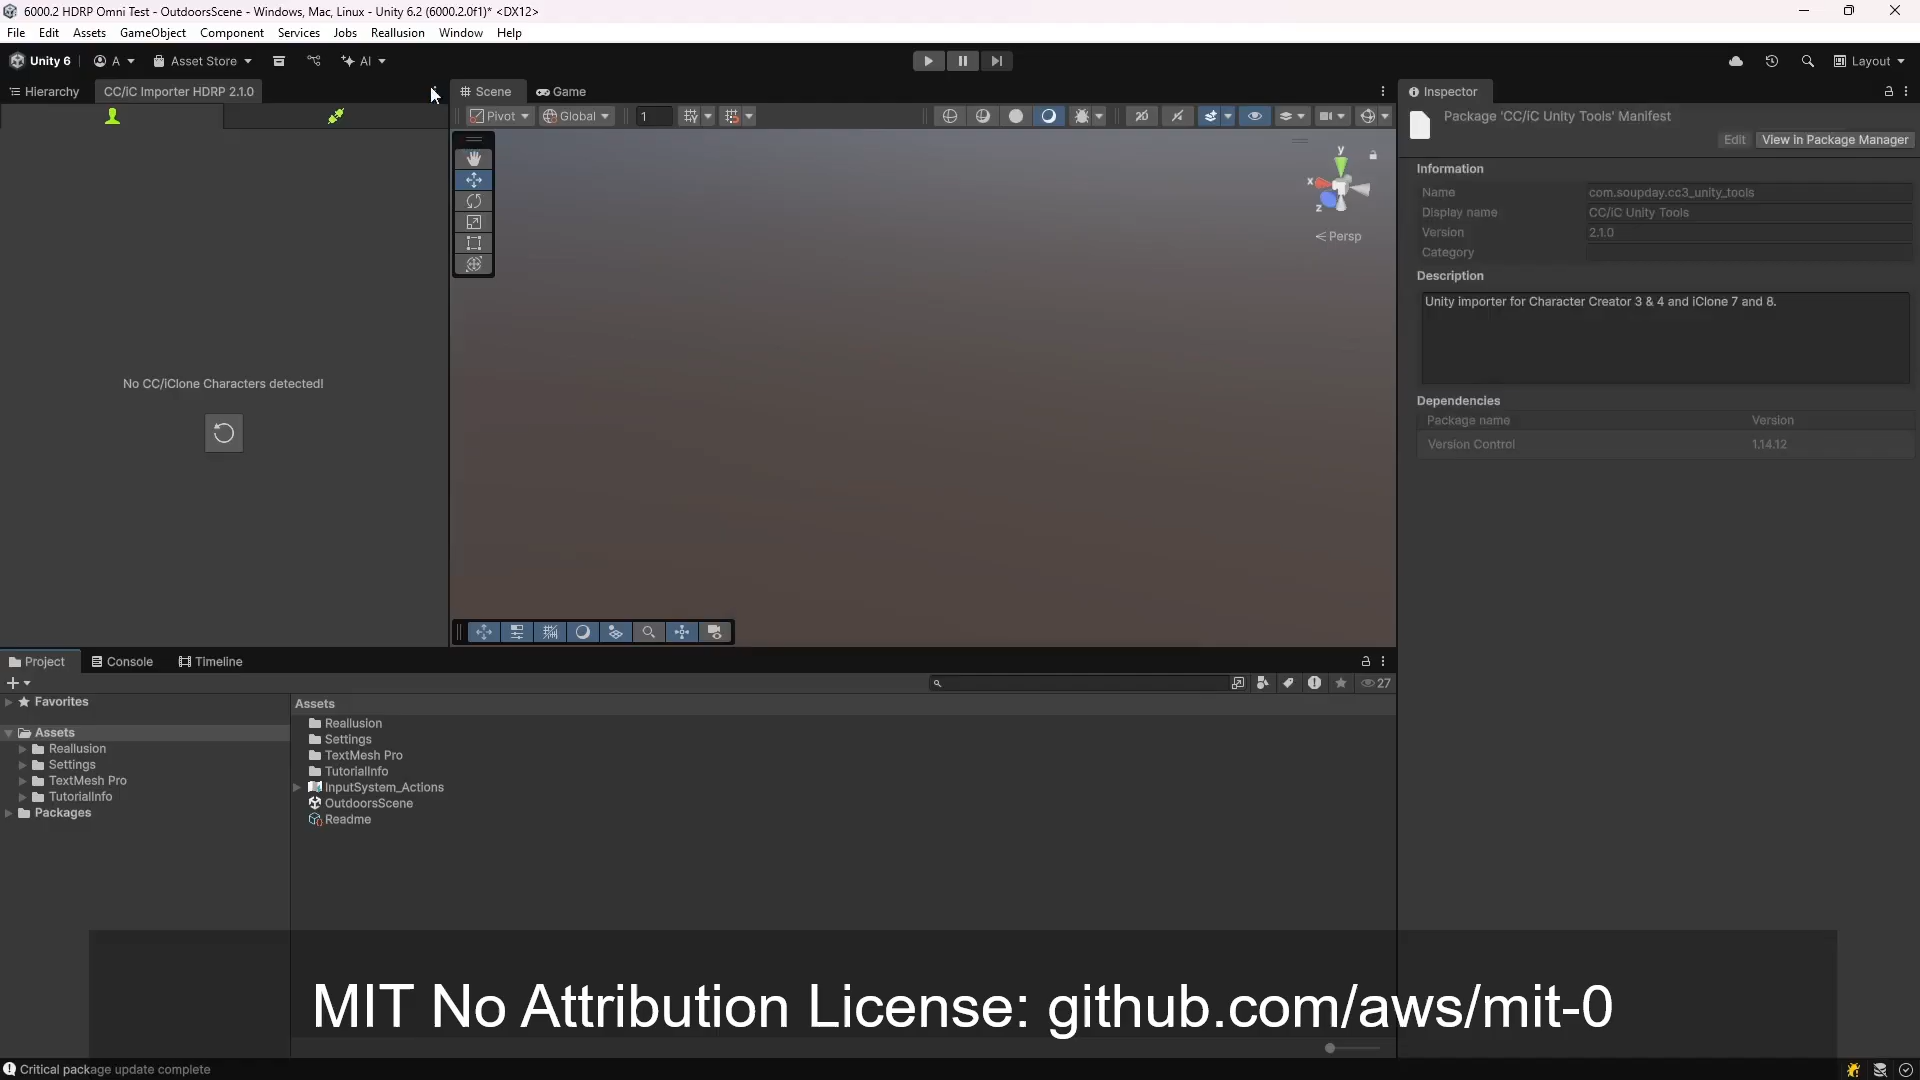 6000.2 HDRP Omni Test - OutdoorsScene - Windows, Mac, Linux - Unity 6.2 (6000.2.0f1)* <DX12>
File Edit Assets GameObject Component Services Jobs Reallusion Window Help
Unity 6 A Asset Store AI Layout
Hierarchy CC/iC Importer HDRP 2.1.0 Scene Game Inspector
Pivot Global 1
Package 'CC/iC Unity Tools' Manifest
Edit View in Package Manager
Information
Name com.soupday.cc3_unity_tools
Display name CC/iC Unity Tools
Version 2.1.0
Category
Description
Unity importer for Character Creator 3 & 4 and iClone 7 and 8.
Dependencies
Package name Version
Version Control 1.14.12
y
x
z
Persp
No CC/iClone Characters detected!
Project Console Timeline
27
Favorites
Assets
Reallusion
Settings
TextMesh Pro
TutorialInfo
Packages
Assets
Reallusion
Settings
TextMesh Pro
TutorialInfo
InputSystem_Actions
OutdoorsScene
Readme
MIT No Attribution License: github.com/aws/mit-0
Critical package update complete